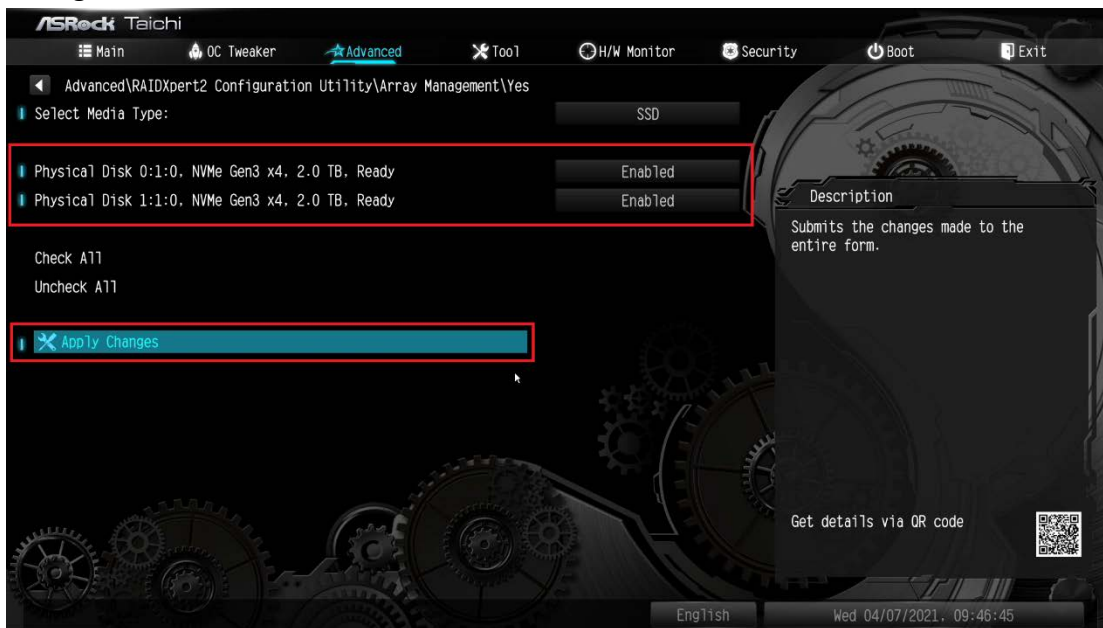 ASRock Taichi
Main OC Tweaker Advanced Tool H/W Monitor Security Boot Exit
Advanced\RAIDXpert2 Configuration Utility\Array Management\Yes
Select Media Type: SSD
Physical Disk 0:1:0, NVMe Gen3 x4, 2.0 TB, Ready Enabled
Physical Disk 1:1:0, NVMe Gen3 x4, 2.0 TB, Ready Enabled
Check All
Uncheck All
Apply Changes
Description
Submits the changes made to the
entire form.
Get details via QR code
English Wed 04/07/2021, 09:46:45